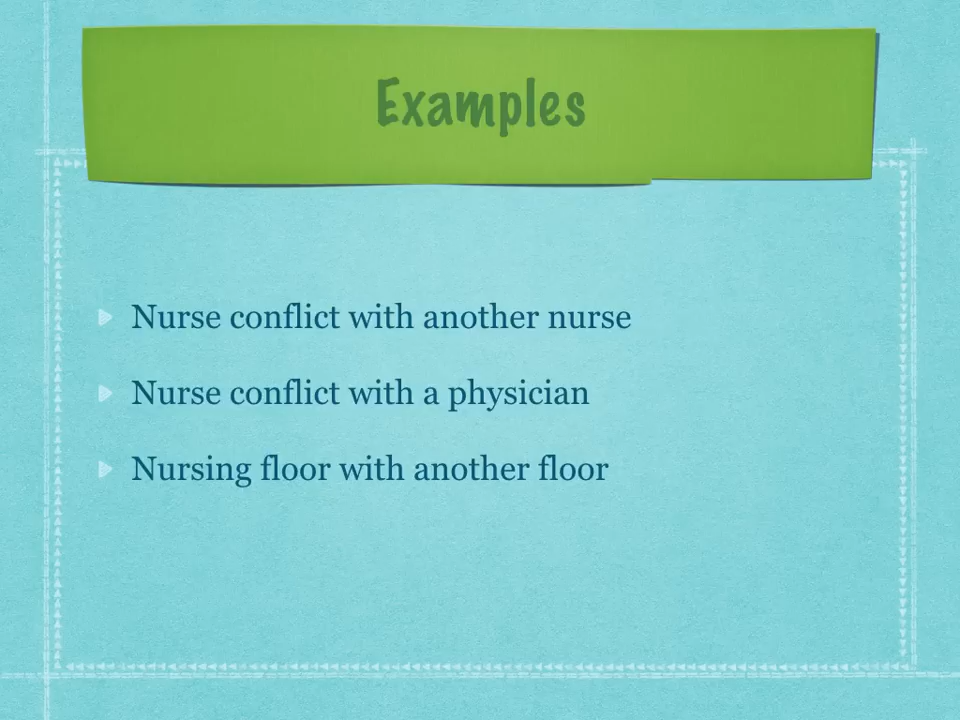 Examples
Nurse conflict with another nurse
Nurse conflict with a physician
Nursing floor with another floor